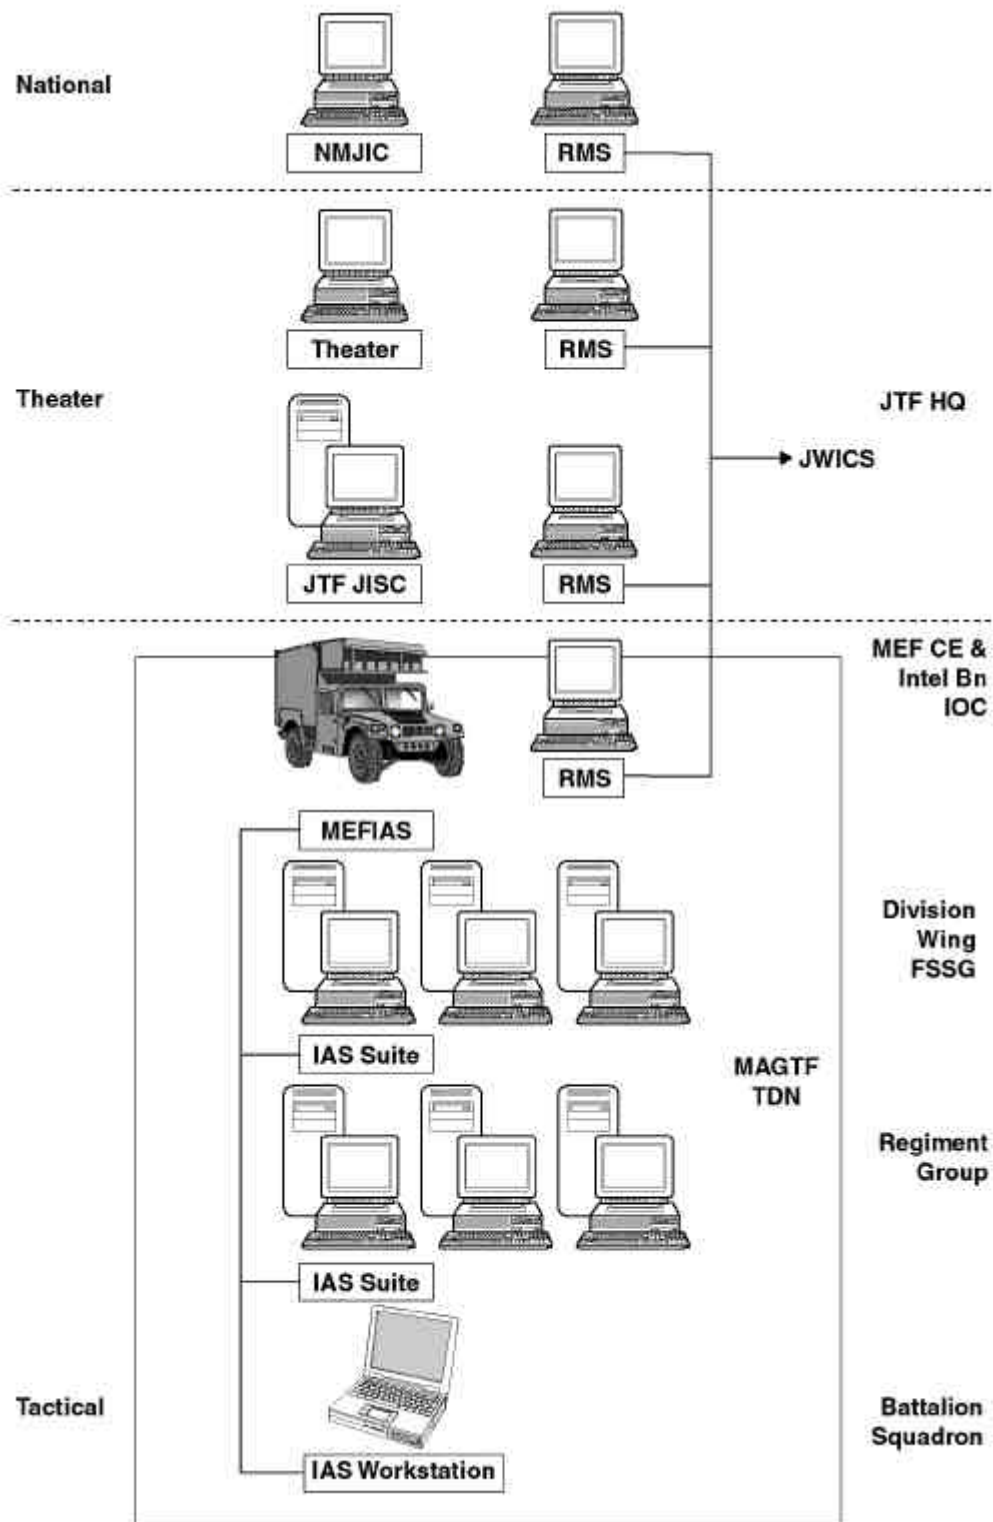 National
NMJIC
RMS
Theater
RMS
Theater
JTF HQ
JWICS
JTF JISC
RMS
MEF CE &
Intel Bn
IOC
RMS
MEFIAS
Division
Wing
FSSG
IAS Suite
MAGTF
TDN
Regiment
Group
IAS Suite
Tactical
Battalion
Squadron
IAS Workstation